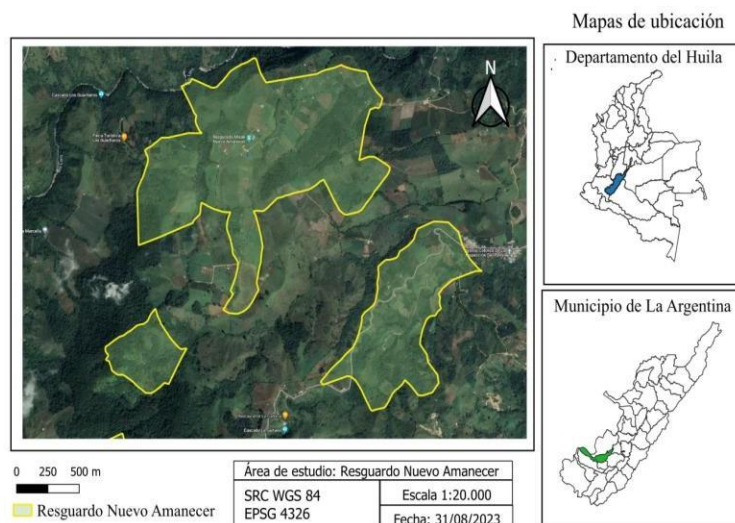 Mapas de ubicación
Departamento del Huila
N
Municipio de La Argentina
0 250 500 m
Resguardo Nuevo Amanecer
Área de estudio: Resguardo Nuevo Amanecer
SRC WGS 84
EPSG 4326
Escala 1:20.000
Fecha: 31/08/2023